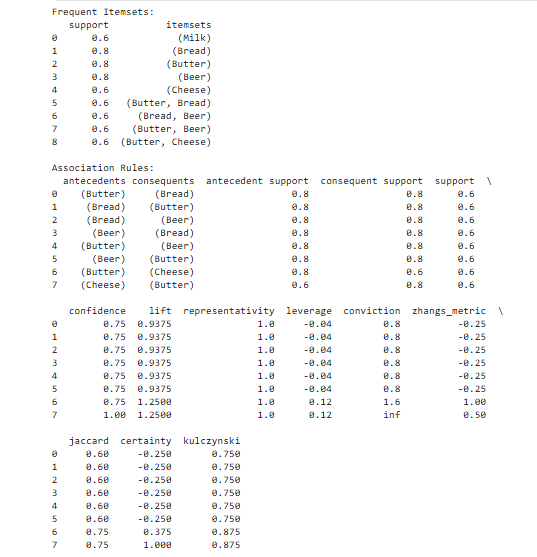 Frequent Itemsets:
   support          itemsets
0      0.6            (Milk)
1      0.8           (Bread)
2      0.8          (Butter)
3      0.8            (Beer)
4      0.6          (Cheese)
5      0.6   (Butter, Bread)
6      0.6     (Bread, Beer)
7      0.6    (Butter, Beer)
8      0.6  (Butter, Cheese)

Association Rules:
  antecedents consequents  antecedent support  consequent support  support  \
0    (Butter)     (Bread)                 0.8                 0.8      0.6
1     (Bread)    (Butter)                 0.8                 0.8      0.6
2     (Bread)      (Beer)                 0.8                 0.8      0.6
3      (Beer)     (Bread)                 0.8                 0.8      0.6
4    (Butter)      (Beer)                 0.8                 0.8      0.6
5      (Beer)    (Butter)                 0.8                 0.8      0.6
6    (Butter)    (Cheese)                 0.8                 0.6      0.6
7    (Cheese)    (Butter)                 0.6                 0.8      0.6

   confidence    lift  representativity  leverage  conviction  zhangs_metric  \
0        0.75  0.9375               1.0     -0.04         0.8          -0.25
1        0.75  0.9375               1.0     -0.04         0.8          -0.25
2        0.75  0.9375               1.0     -0.04         0.8          -0.25
3        0.75  0.9375               1.0     -0.04         0.8          -0.25
4        0.75  0.9375               1.0     -0.04         0.8          -0.25
5        0.75  0.9375               1.0     -0.04         0.8          -0.25
6        0.75  1.2500               1.0      0.12         1.6           1.00
7        1.00  1.2500               1.0      0.12         inf           0.50

   jaccard  certainty  kulczynski
0     0.60     -0.250       0.750
1     0.60     -0.250       0.750
2     0.60     -0.250       0.750
3     0.60     -0.250       0.750
4     0.60     -0.250       0.750
5     0.60     -0.250       0.750
6     0.75      0.375       0.875
7     0.75      1.000       0.875